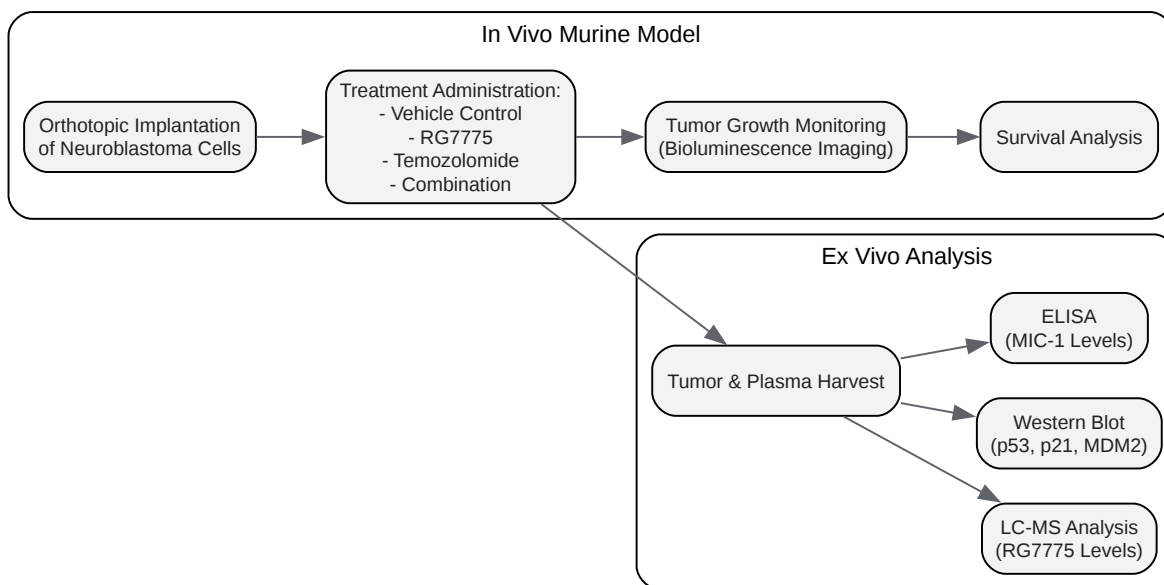 In Vivo Murine Model
Orthotopic Implantation
of Neuroblastoma Cells
Treatment Administration:
- Vehicle Control
- RG7775
- Temozolomide
- Combination
Tumor Growth Monitoring
(Bioluminescence Imaging)
Survival Analysis
Ex Vivo Analysis
Tumor & Plasma Harvest
ELISA
(MIC-1 Levels)
Western Blot
(p53, p21, MDM2)
LC-MS Analysis
(RG7775 Levels)